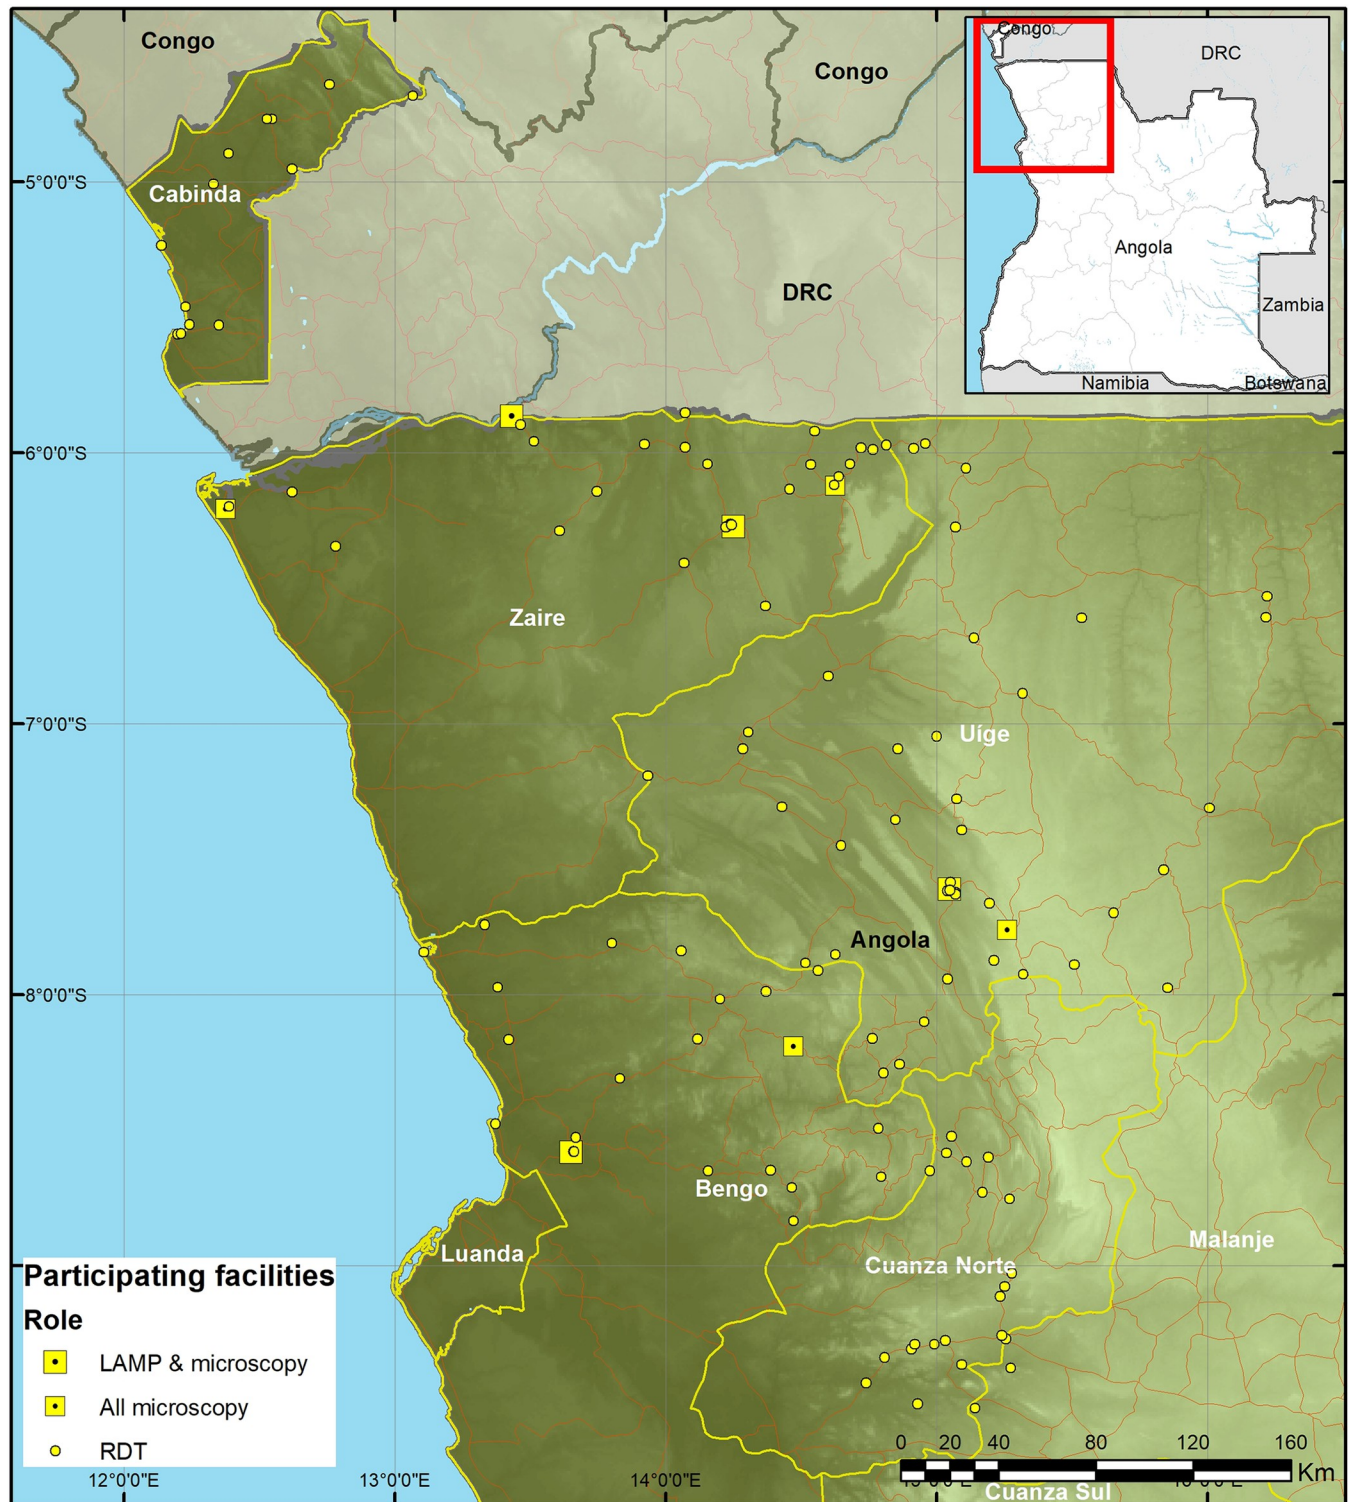 Congo
Congo
Congo
DRC
Angola
Zambia
Namibia
Botswana
5°0'0"S
Cabinda
DRC
6°0'0"S
Zaire
7°0'0"S
Uíge
Angola
8°0'0"S
Bengo
Luanda
Cuanza Norte
Malanje
Participating facilities
Role
LAMP & microscopy
All microscopy
RDT
0 20 40 80 120 160
Km
12°0'0"E
13°0'0"E
14°0'0"E
Cuanza Sul